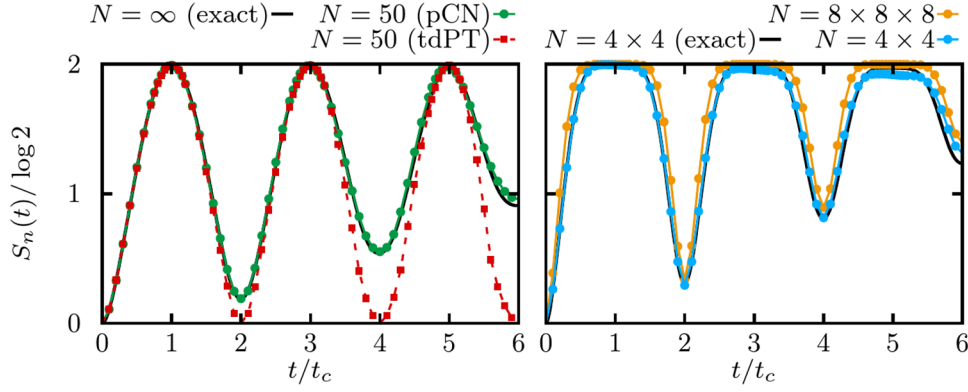 N = ∞ (exact)
N = 50 (pCN)
N = 50 (tdPT)
N = 8 × 8 × 8
N = 4 × 4 (exact)
N = 4 × 4
2
1
0
S_n(t)/ log 2
0 1 2 3 4 5 6
t/t_c
0 1 2 3 4 5 6
t/t_c